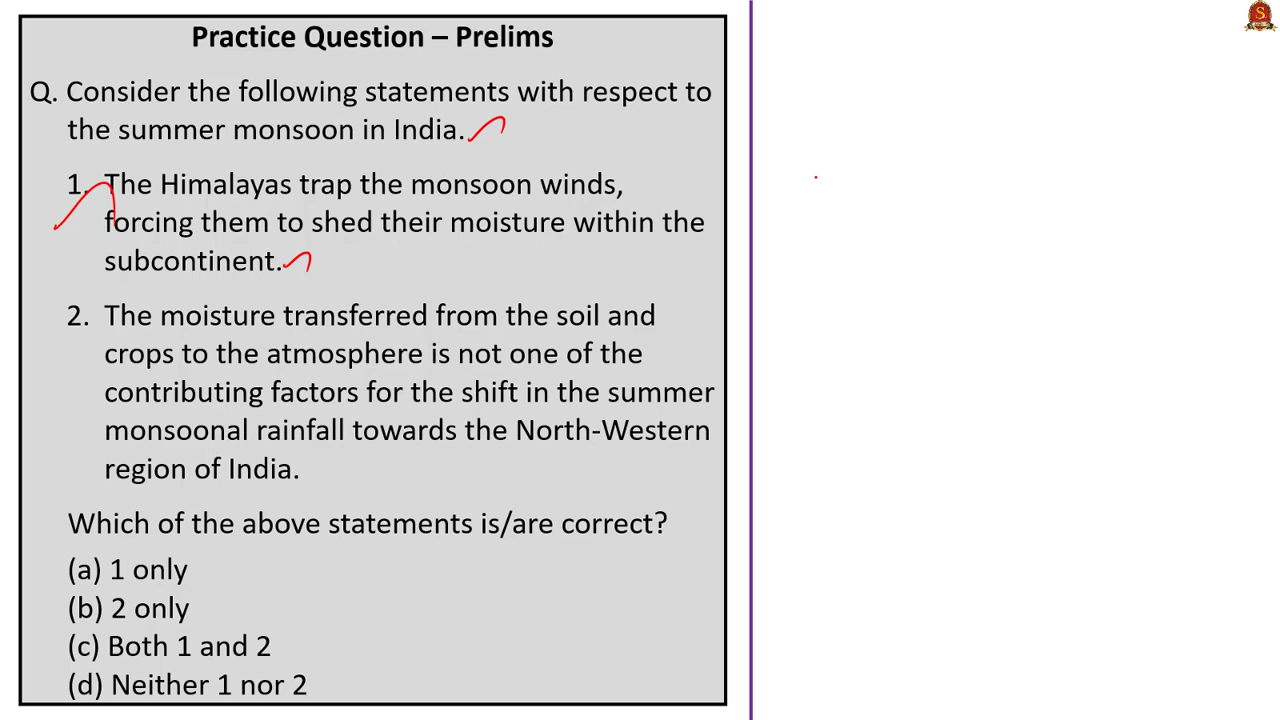 Practice Question – Prelims
Q. Consider the following statements with respect to
the summer monsoon in India.
1. The Himalayas trap the monsoon winds,
forcing them to shed their moisture within the
subcontinent.
2. The moisture transferred from the soil and
crops to the atmosphere is not one of the
contributing factors for the shift in the summer
monsoonal rainfall towards the North-Western
region of India.
Which of the above statements is/are correct?
(a) 1 only
(b) 2 only
(c) Both 1 and 2
(d) Neither 1 nor 2